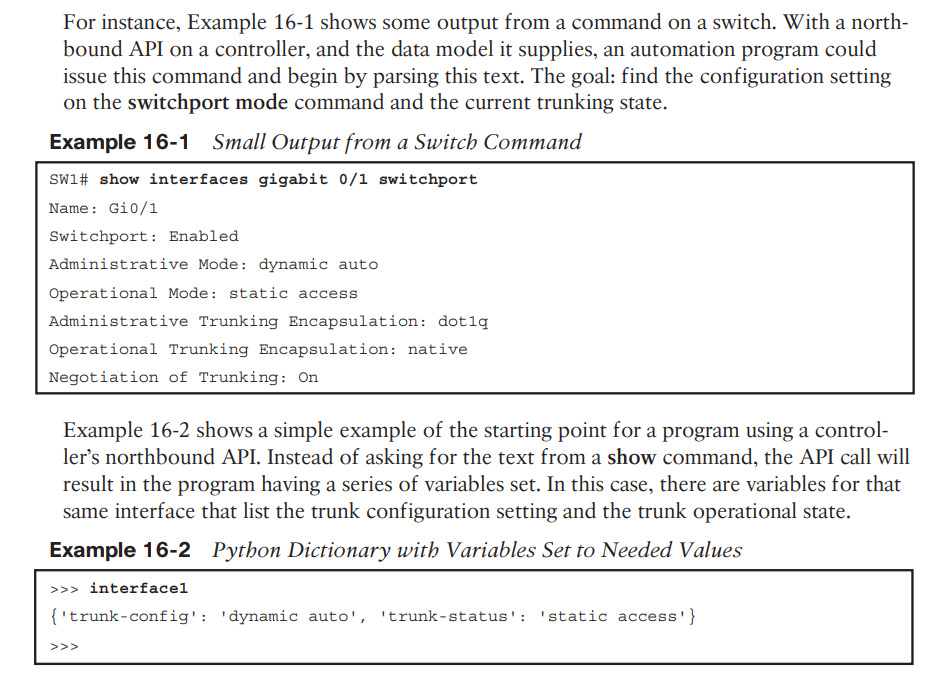 For instance, Example 16-1 shows some output from a command on a switch. With a north-
bound API on a controller, and the data model it supplies, an automation program could
issue this command and begin by parsing this text. The goal: find the configuration setting
on the switchport mode command and the current trunking state.
Example 16-1 Small Output from a Switch Command
SW1# show interfaces gigabit 0/1 switchport
Name: Gi0/1
Switchport: Enabled
Administrative Mode: dynamic auto
Operational Mode: static access
Administrative Trunking Encapsulation: dot1q
Operational Trunking Encapsulation: native
Negotiation of Trunking: On
Example 16-2 shows a simple example of the starting point for a program using a control-
ler's northbound API. Instead of asking for the text from a show command, the API call will
result in the program having a series of variables set. In this case, there are variables for that
same interface that list the trunk configuration setting and the trunk operational state.
Example 16-2 Python Dictionary with Variables Set to Needed Values
>>> interface1
{'trunk-config': 'dynamic auto', 'trunk-status': 'static access'}
>>>